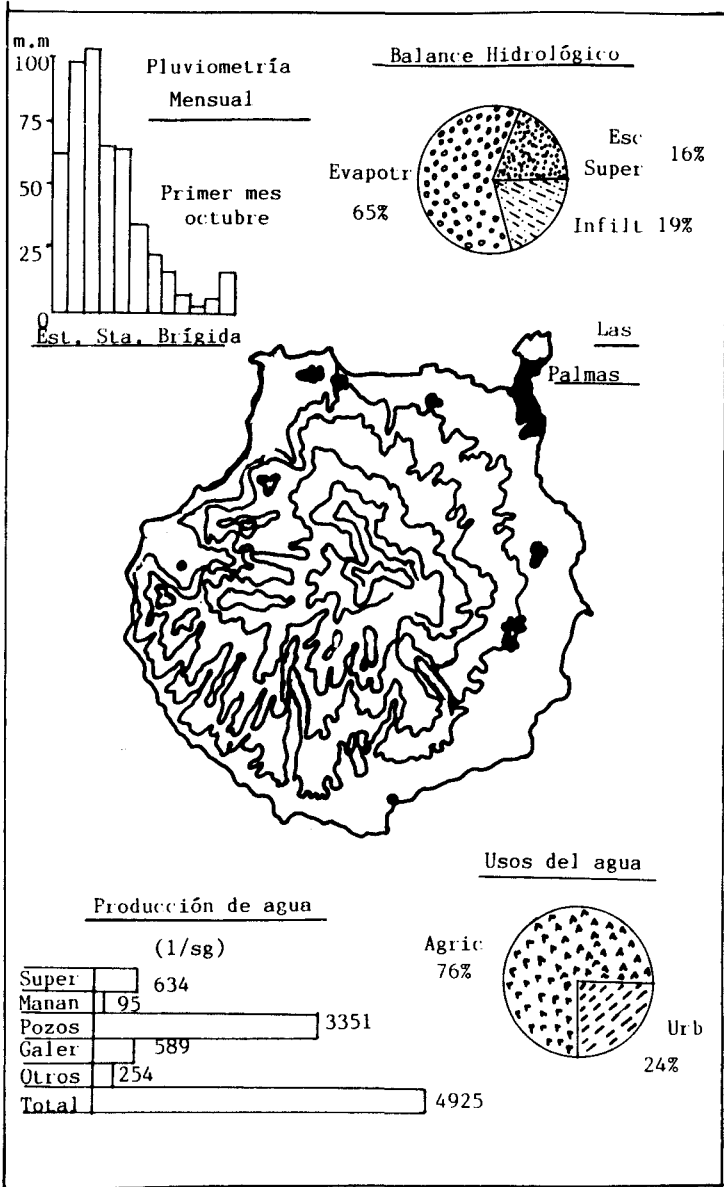 m.m
100
75
50
25
0
Pluviometría
Mensual
Primer mes
octubre
Est. Sta. Brígida
Balance Hidrológico
Evapotr
65%
Esc
Super
16%
Infilt 19%
Las
Palmas
Producción de agua
(l/sg)
Super 634
Manan 95
Pozos 3351
Galer 589
Otros 254
Total 4925
Usos del agua
Agric
76%
Urb
24%